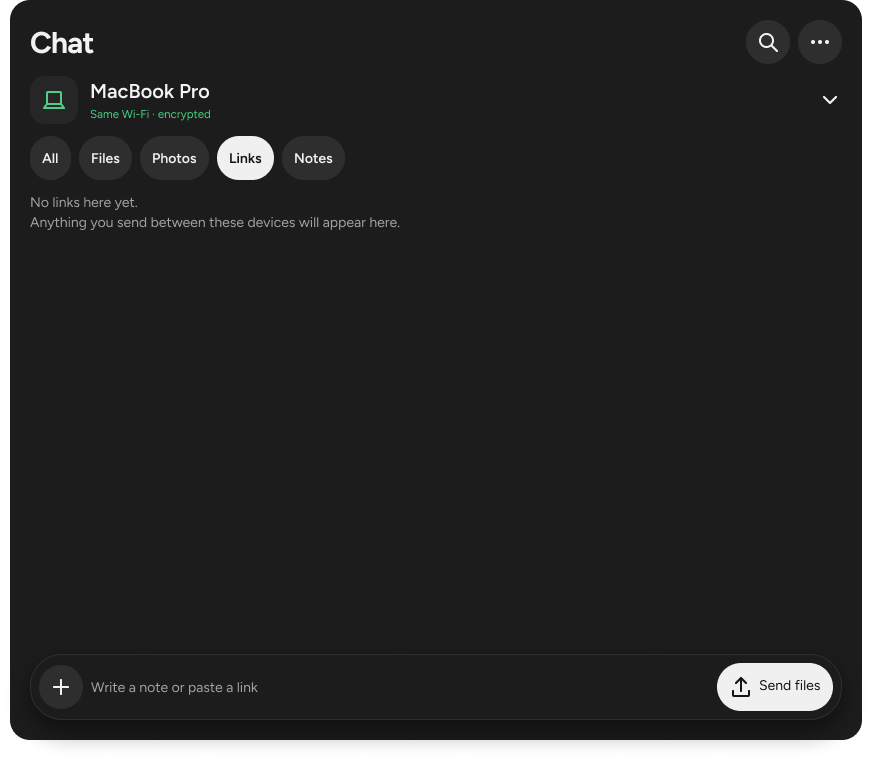 Chat
MacBook Pro
Same Wi-Fi · encrypted
All
Files
Photos
Links
Notes
No links here yet.
Anything you send between these devices will appear here.
Write a note or paste a link
Send files